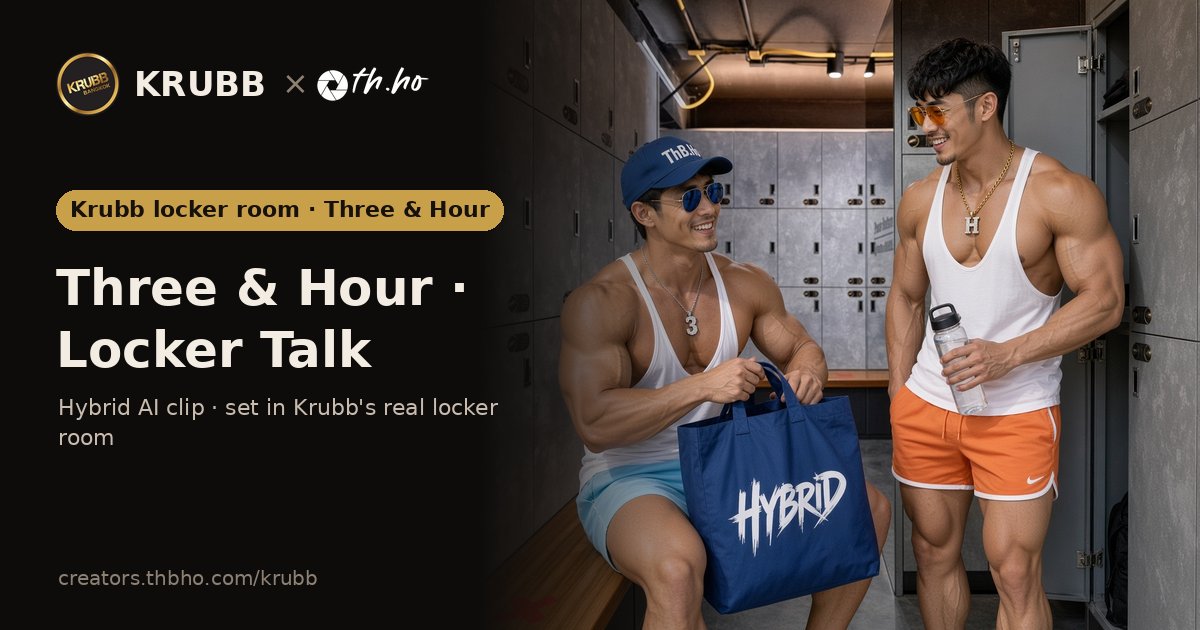 KRUBB
BANGKOK
KRUBB × th.ho
Krubb locker room · Three & Hour
Three & Hour ·
Locker Talk
Hybrid AI clip · set in Krubb's real locker
room
creators.thbho.com/krubb
ThB.H
3
H
HYBRiD